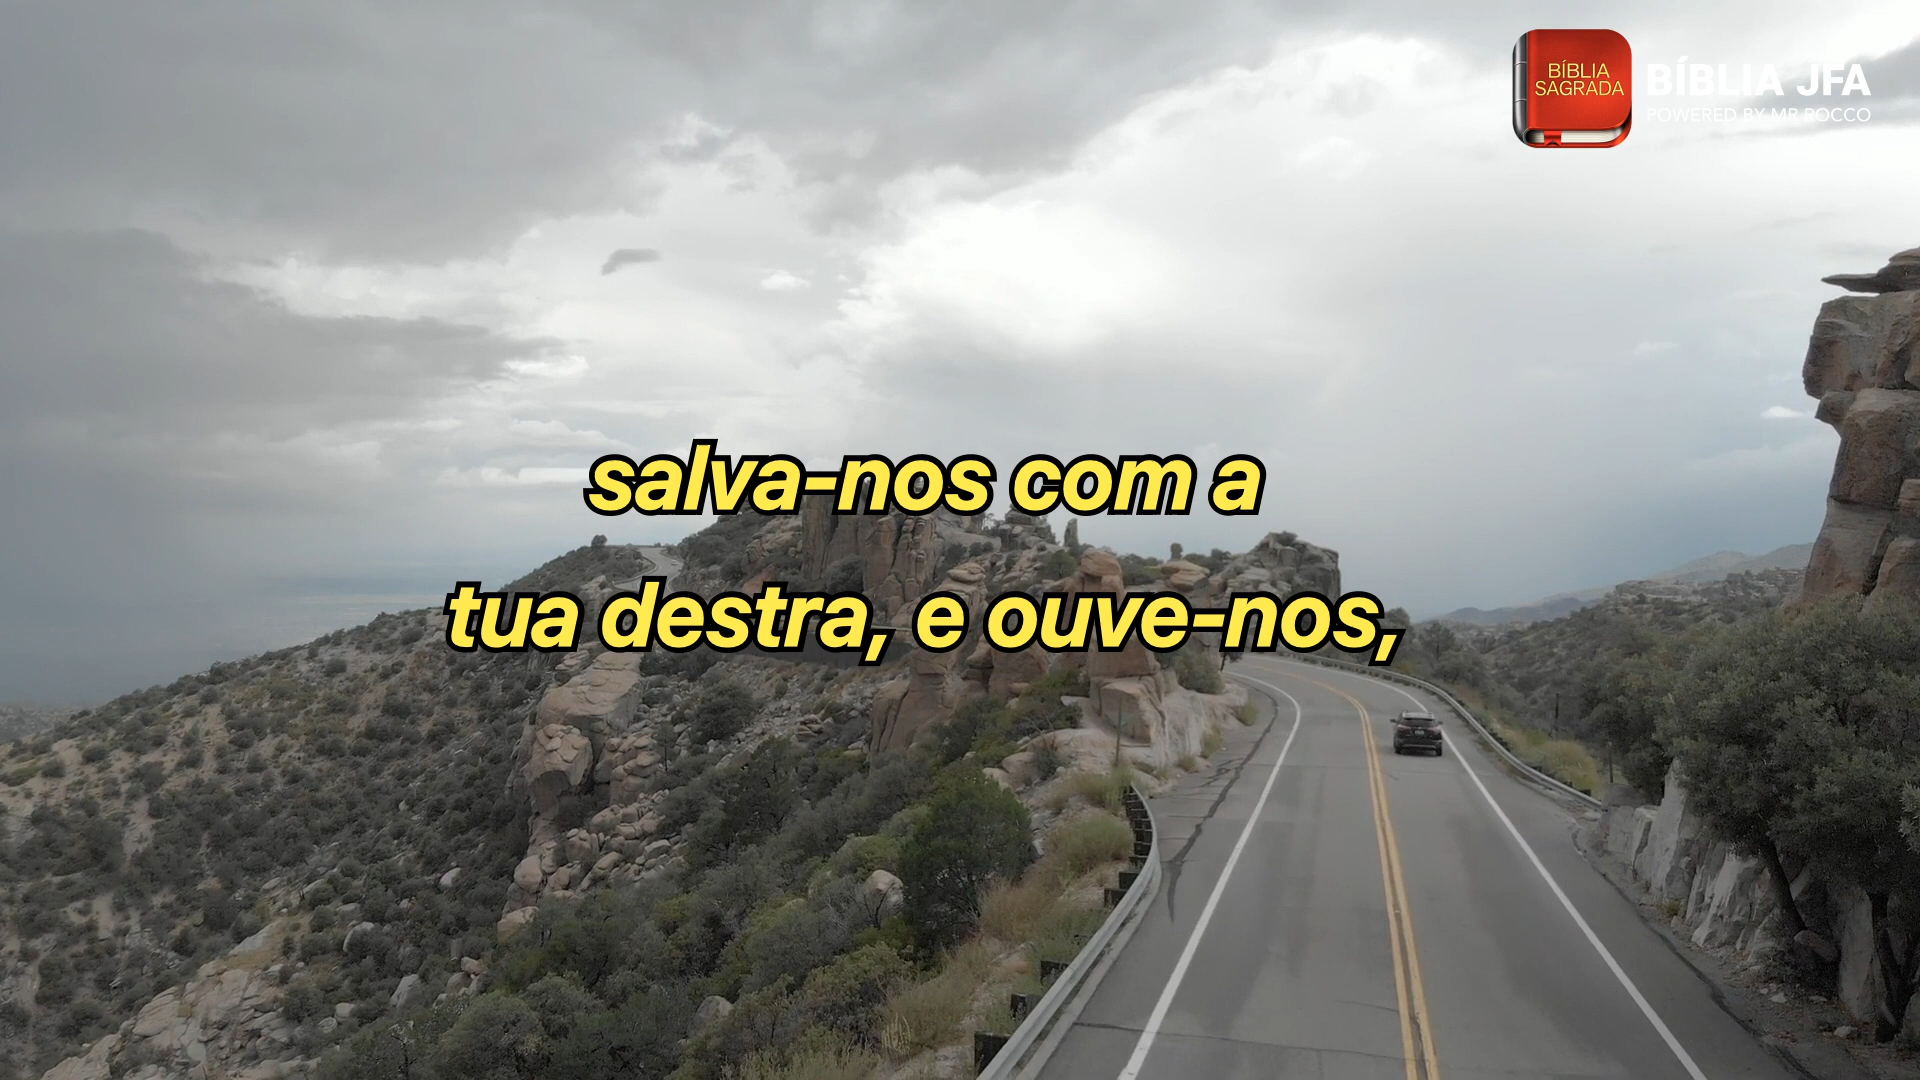 BÍBLIA
SAGRADA
BÍBLIA JFA
POWERED BY MR ROCCO
salva-nos com a
tua destra, e ouve-nos,